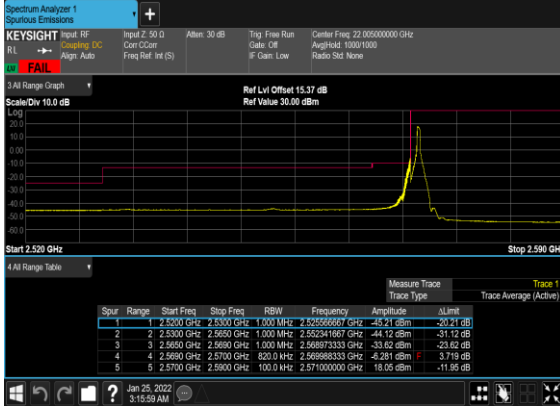 Spectrum Analyzer 1
Spurious Emissions
+
KEYSIGHT Input: RF Input Z: 50 Ω Atten: 30 dB Trig: Free Run Center Freq: 22.005000000 GHz
RL Coupling: DC Corr CCorr Gate: Off Avg|Hold: 1000/1000
Align: Auto Freq Ref: Int (S) IF Gain: Low Radio Std: None
LW FAIL
3 All Range Graph Ref Lvl Offset 15.37 dB
Scale/Div 10.0 dB Ref Value 30.00 dBm
Log
20.0
10.0
0.00
-10.0
-20.0
-30.0
-40.0
-50.0
-60.0
Start 2.520 GHz Stop 2.590 GH
4 All Range Table
Measure Trace Trace 1
Trace Type Trace Average (Active)
Spur Range Start Freq Stop Freq RBW Frequency Amplitude ΔLimit
1 1 2.5200 GHz 2.5300 GHz 1.000 MHz 2.525566667 GHz -45.21 dBm -20.21 dB
2 2 2.5300 GHz 2.5650 GHz 1.000 MHz 2.552341667 GHz -44.12 dBm -31.12 dB
3 3 2.5650 GHz 2.5690 GHz 1.000 MHz 2.568973333 GHz -33.62 dBm -23.62 dB
4 4 2.5690 GHz 2.5700 GHz 820.0 kHz 2.569988333 GHz -6.281 dBm F 3.719 dB
5 5 2.5700 GHz 2.5900 GHz 100.0 kHz 2.571000000 GHz 18.05 dBm -11.95 dB
? Jan 25, 2022
3:15:59 AM